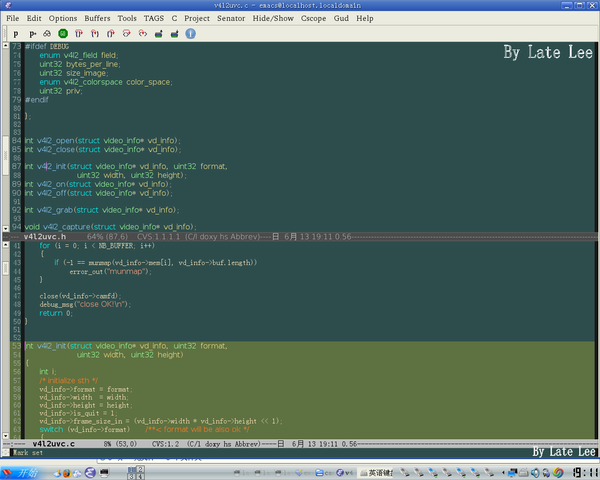 v4l2uvc.c - emacs@localhost.localdomain
File Edit Options Buffers Tools TAGS C Project Senator Hide/Show Cscope Gud Help
By Late Lee
73 #ifdef DEBUG
74 enum v4l2_field field;
75 uint32 bytes_per_line;
76 uint32 size_image;
77 enum v4l2_colorspace color_space;
78 uint32 priv;
79 #endif
81 };
84 int v4l2_open(struct video_info* vd_info);
85 int v4l2_close(struct video_info* vd_info);
87 int v4l2_init(struct video_info* vd_info, uint32 format,
88 uint32 width, uint32 height);
89 int v4l2_on(struct video_info* vd_info);
90 int v4l2_off(struct video_info* vd_info);
92 int v4l2_grab(struct video_info* vd_info);
94 void v4l2_capture(struct video_info* vd_info);
v4l2uvc.h 64% (87,6) CVS:1.1.1.1 (C/l doxy hs Abbrev)----日 6月 13 19:11 0.56
41 for (i = 0; i < NB_BUFFER; i++)
42 {
43 if (-1 == munmap(vd_info->mem[i], vd_info->buf.length))
44 error_out("munmap");
45 }
46
47 close(vd_info->camfd);
48 debug_msg("close OK!\n");
49 return 0;
50 }
51
52
53 int v4l2_init(struct video_info* vd_info, uint32 format,
54 uint32 width, uint32 height)
55 {
56 int i;
57 /* initialize sth */
58 vd_info->format = format;
59 vd_info->width = width;
60 vd_info->height = height;
61 vd_info->is_quit = 1;
62 vd_info->frame_size_in = (vd_info->width * vd_info->height << 1);
63 switch (vd_info->format) /**< format will be also ok */
v4l2uvc.c 8% (53,0) CVS:1.2 (C/l doxy hs Abbrev)----日 6月 13 19:11 0.56
Mark set
By Late Lee
开始
英语键盘
19:11